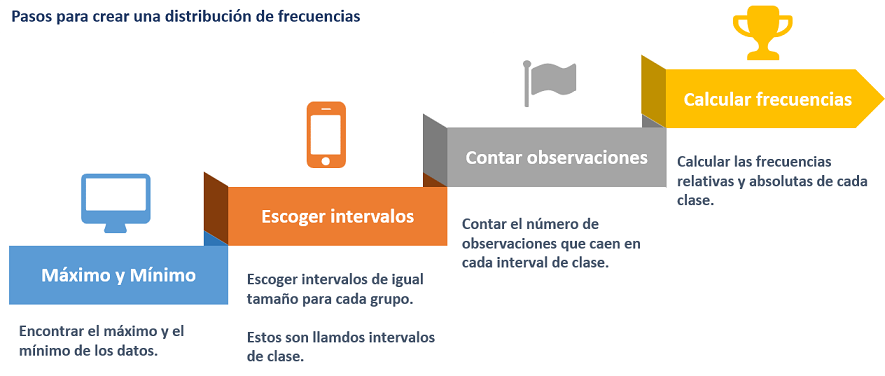 Pasos para crear una distribución de frecuencias
Máximo y Mínimo
Encontrar el máximo y el
mínimo de los datos.
Escoger intervalos
Escoger intervalos de igual
tamaño para cada grupo.
Estos son llamdos intervalos
de clase.
Contar observaciones
Contar el número de
observaciones que caen en
cada interval de clase.
Calcular frecuencias
Calcular las frecuencias
relativas y absolutas de cada
clase.